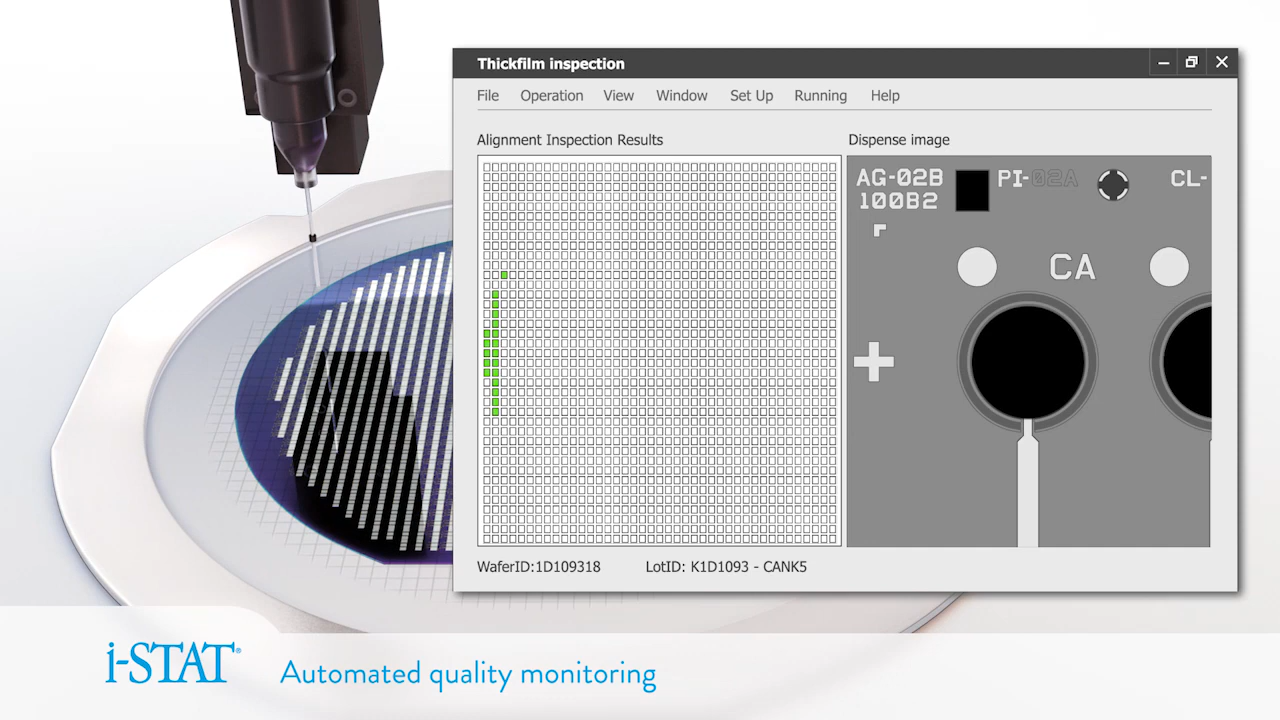 Thickfilm inspection
File Operation View Window Set Up Running Help
Alignment Inspection Results
Dispense image
AG-02B
100B2
PI-02A
CL-
CA
WaferID:1D109318
LotID: K1D1093 - CANK5
i-STAT®
Automated quality monitoring